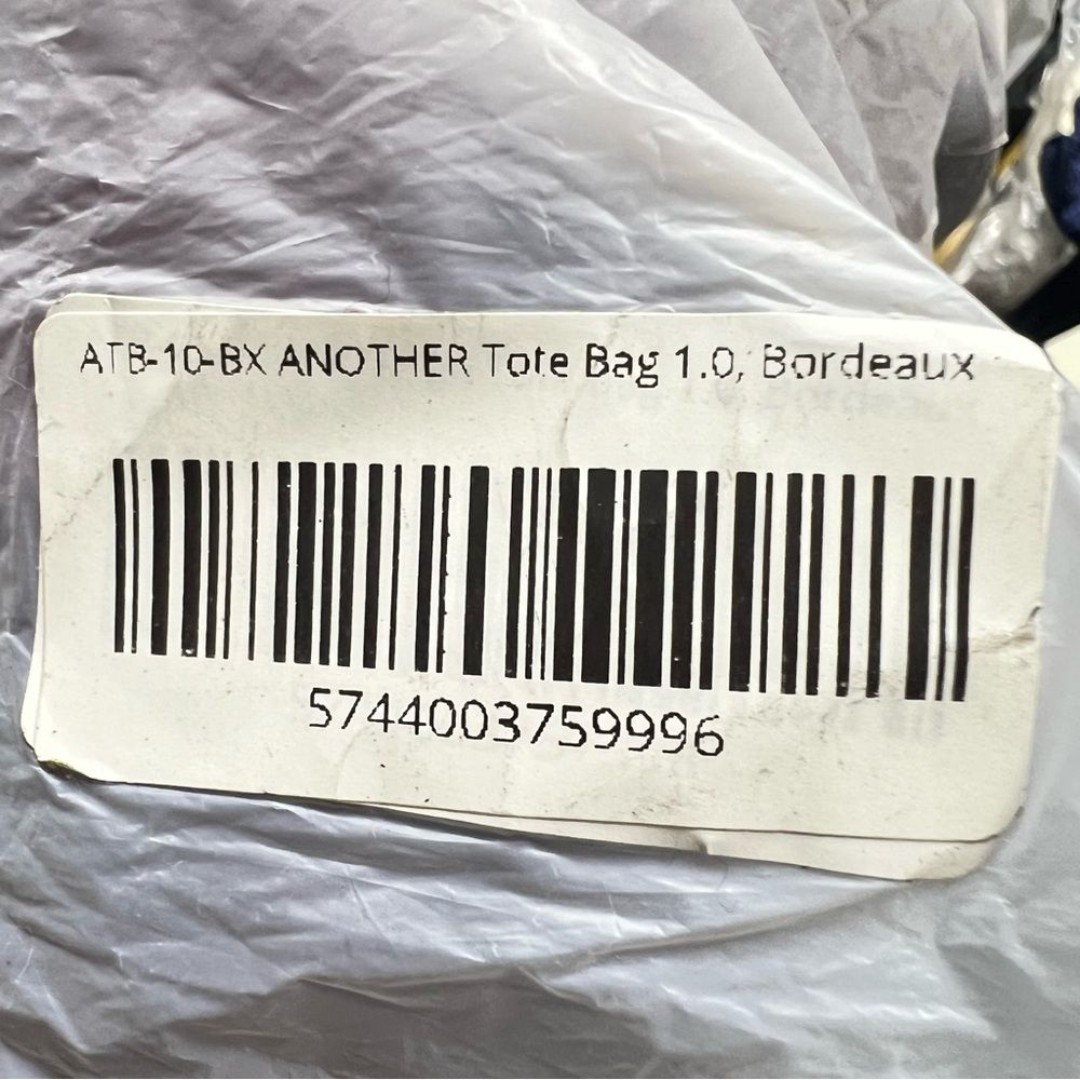 ATB-10-BX ANOTHER Tote Bag 1.0, Bordeaux
5744003759996